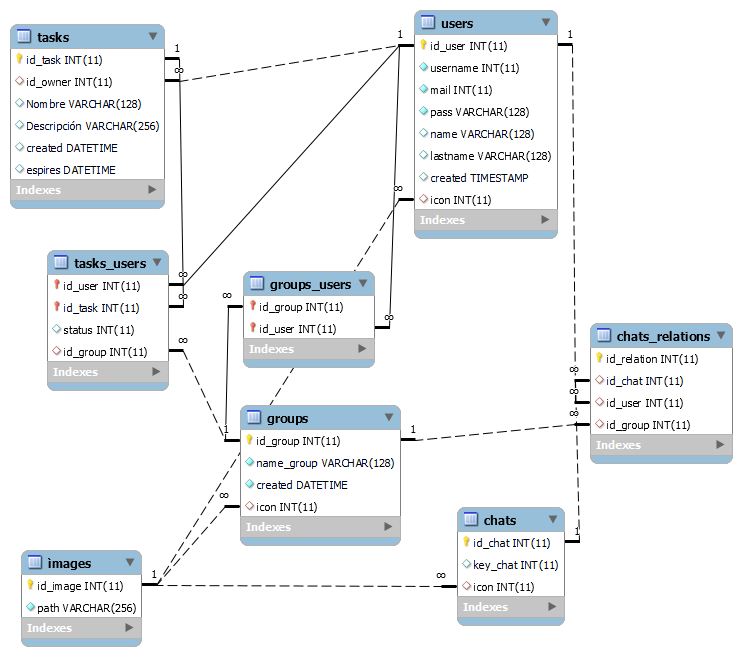 tasks
id_task INT(11)
id_owner INT(11)
Nombre VARCHAR(128)
Descripción VARCHAR(256)
created DATETIME
espires DATETIME
Indexes
users
id_user INT(11)
username INT(11)
mail INT(11)
pass VARCHAR(128)
name VARCHAR(128)
lastname VARCHAR(128)
created TIMESTAMP
icon INT(11)
Indexes
tasks_users
id_user INT(11)
id_task INT(11)
status INT(11)
id_group INT(11)
Indexes
groups_users
id_group INT(11)
id_user INT(11)
Indexes
chats_relations
id_relation INT(11)
id_chat INT(11)
id_user INT(11)
id_group INT(11)
Indexes
groups
id_group INT(11)
name_group VARCHAR(128)
created DATETIME
icon INT(11)
Indexes
chats
id_chat INT(11)
key_chat INT(11)
icon INT(11)
Indexes
images
id_image INT(11)
path VARCHAR(256)
Indexes
1
∞
1
∞
1
∞
∞
∞
∞
∞
1
∞
∞
∞
1
∞
1
1
∞